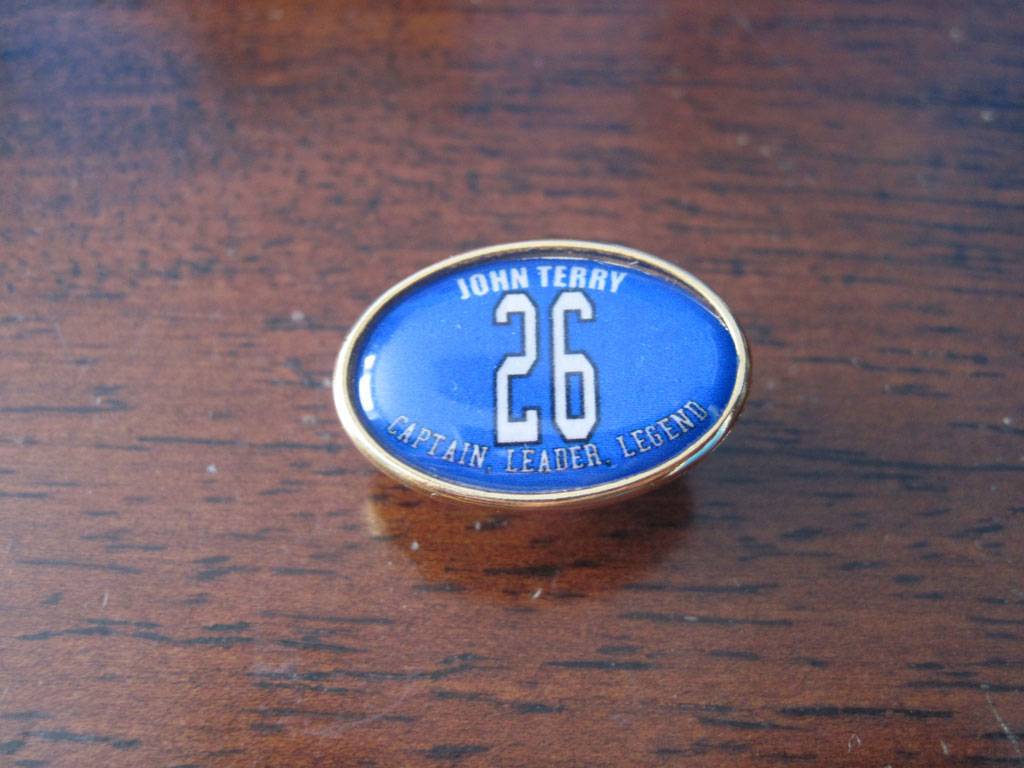 JOHN TERRY
26
CAPTAIN, LEADER, LEGEND